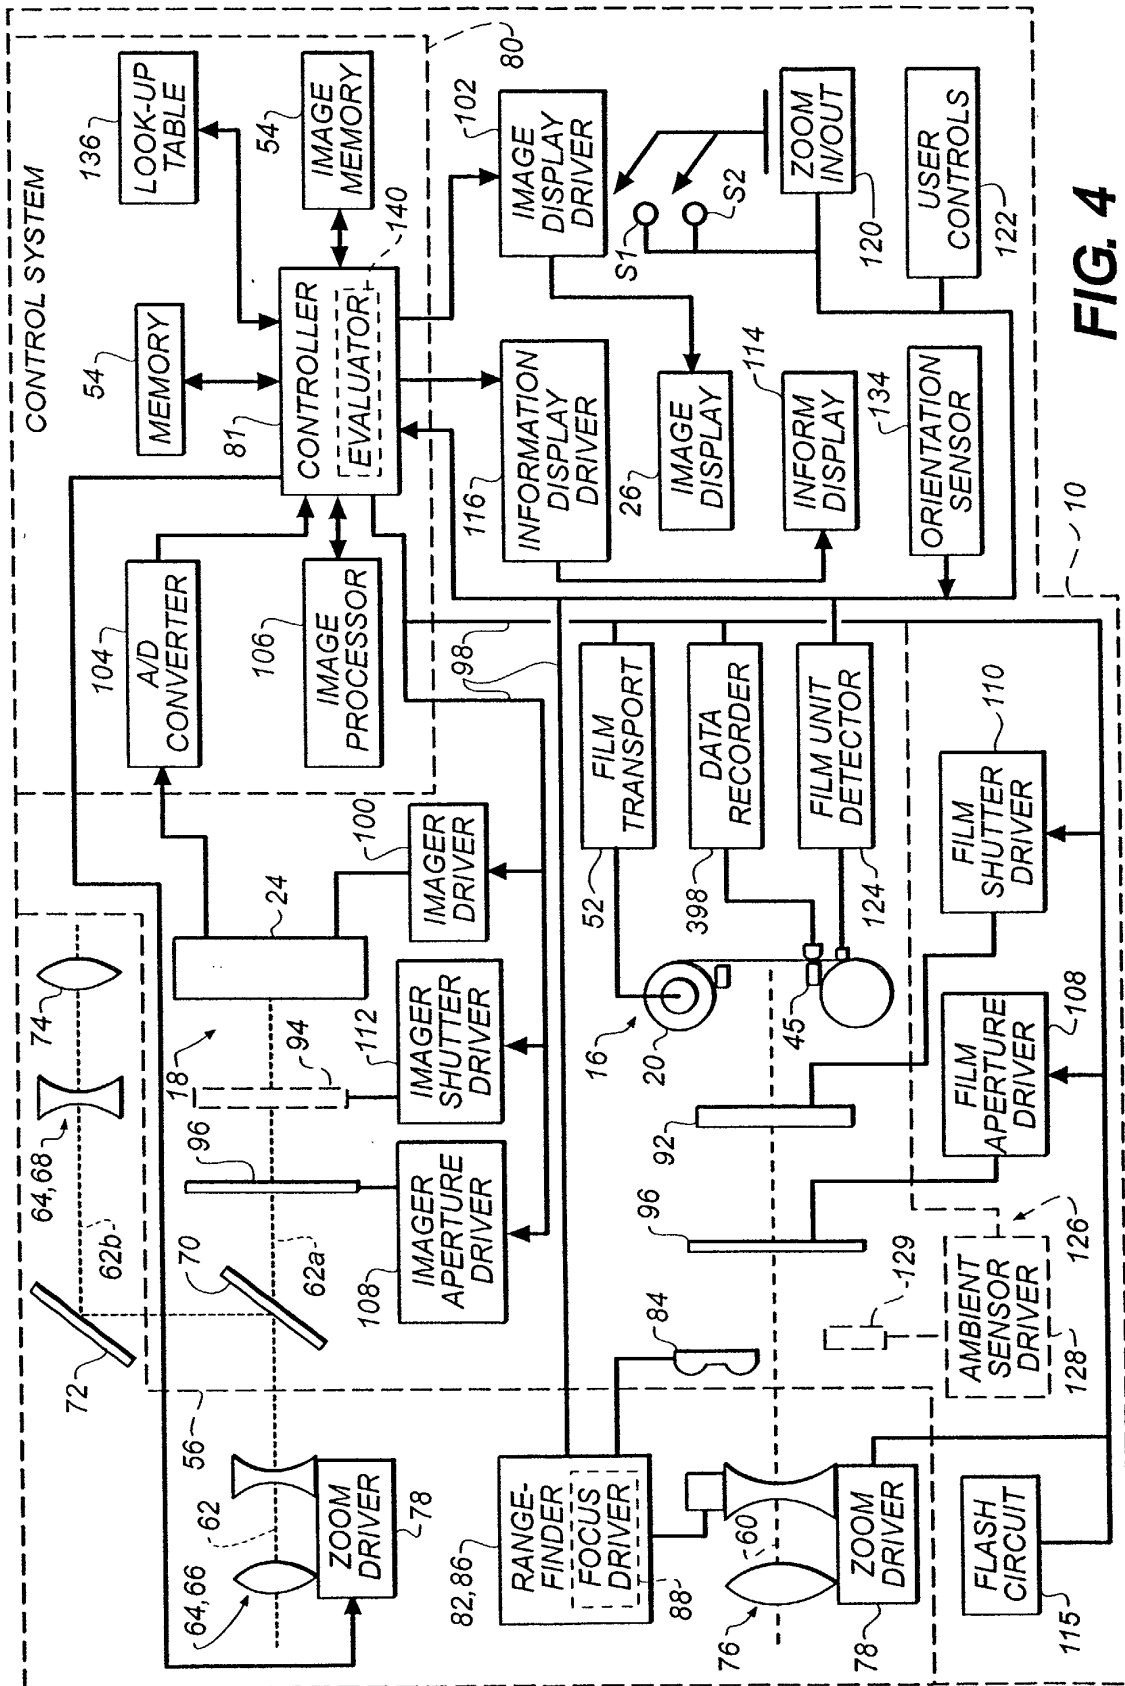 CONTROL SYSTEM
136
LOOK-UP
TABLE
54
IMAGE
MEMORY
80
54
MEMORY
81
CONTROLLER
EVALUATOR
140
104
A/D
CONVERTER
106
IMAGE
PROCESSOR
102
IMAGE
DISPLAY
DRIVER
S1
S2
ZOOM
IN/OUT
120
USER
CONTROLS
122
116
INFORMATION
DISPLAY
DRIVER
26
IMAGE
DISPLAY
114
INFORM
DISPLAY
134
ORIENTATION
SENSOR
10
98
98
74
64,68
62b
72
24
18
94
96
70
62a
100
IMAGER
DRIVER
112
IMAGER
SHUTTER
DRIVER
108
IMAGER
APERTURE
DRIVER
52
FILM
TRANSPORT
398
DATA
RECORDER
124
FILM UNIT
DETECTOR
110
FILM
SHUTTER
DRIVER
16
20
45
92
96
108
FILM
APERTURE
DRIVER
84
129
126
AMBIENT
SENSOR
DRIVER
128
56
62
64,66
ZOOM
DRIVER
78
82,86
RANGE-
FINDER
FOCUS
DRIVER
88
60
76
ZOOM
DRIVER
78
FLASH
CIRCUIT
115
FIG. 4